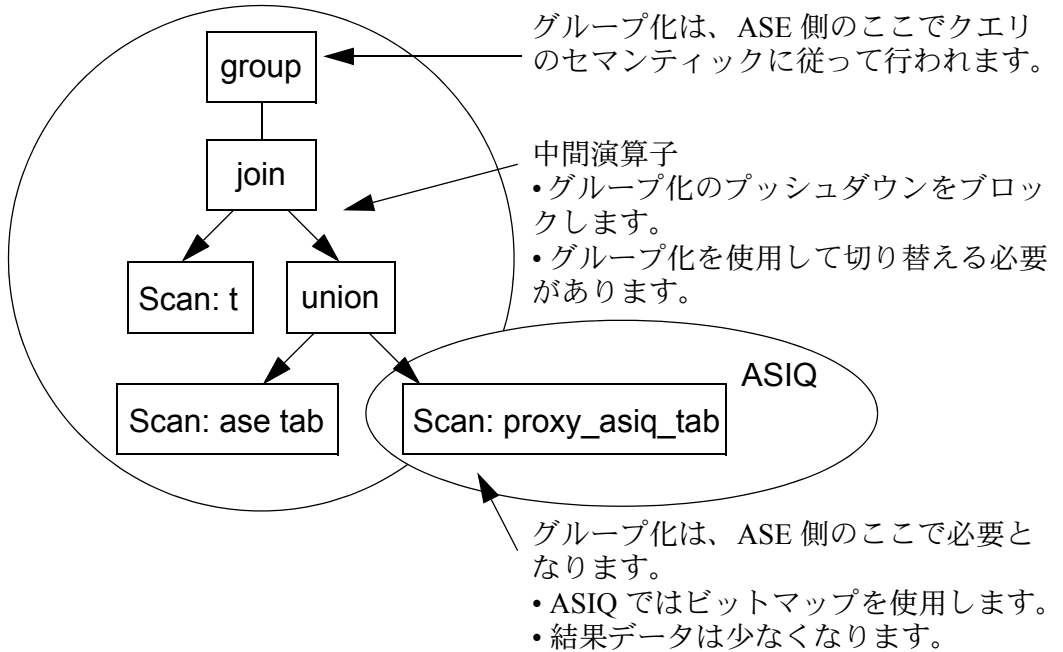 グループ化は、ASE 側のここでクエリ
のセマンティックに従って行われます。
group
中間演算子
• グループ化のプッシュダウンをブロッ
クします。
• グループ化を使用して切り替える必要
があります。
join
Scan: t
union
ASIQ
Scan: ase tab
Scan: proxy_asiq_tab
グループ化は、ASE 側のここで必要と
なります。
• ASIQ ではビットマップを使用します。
• 結果データは少なくなります。